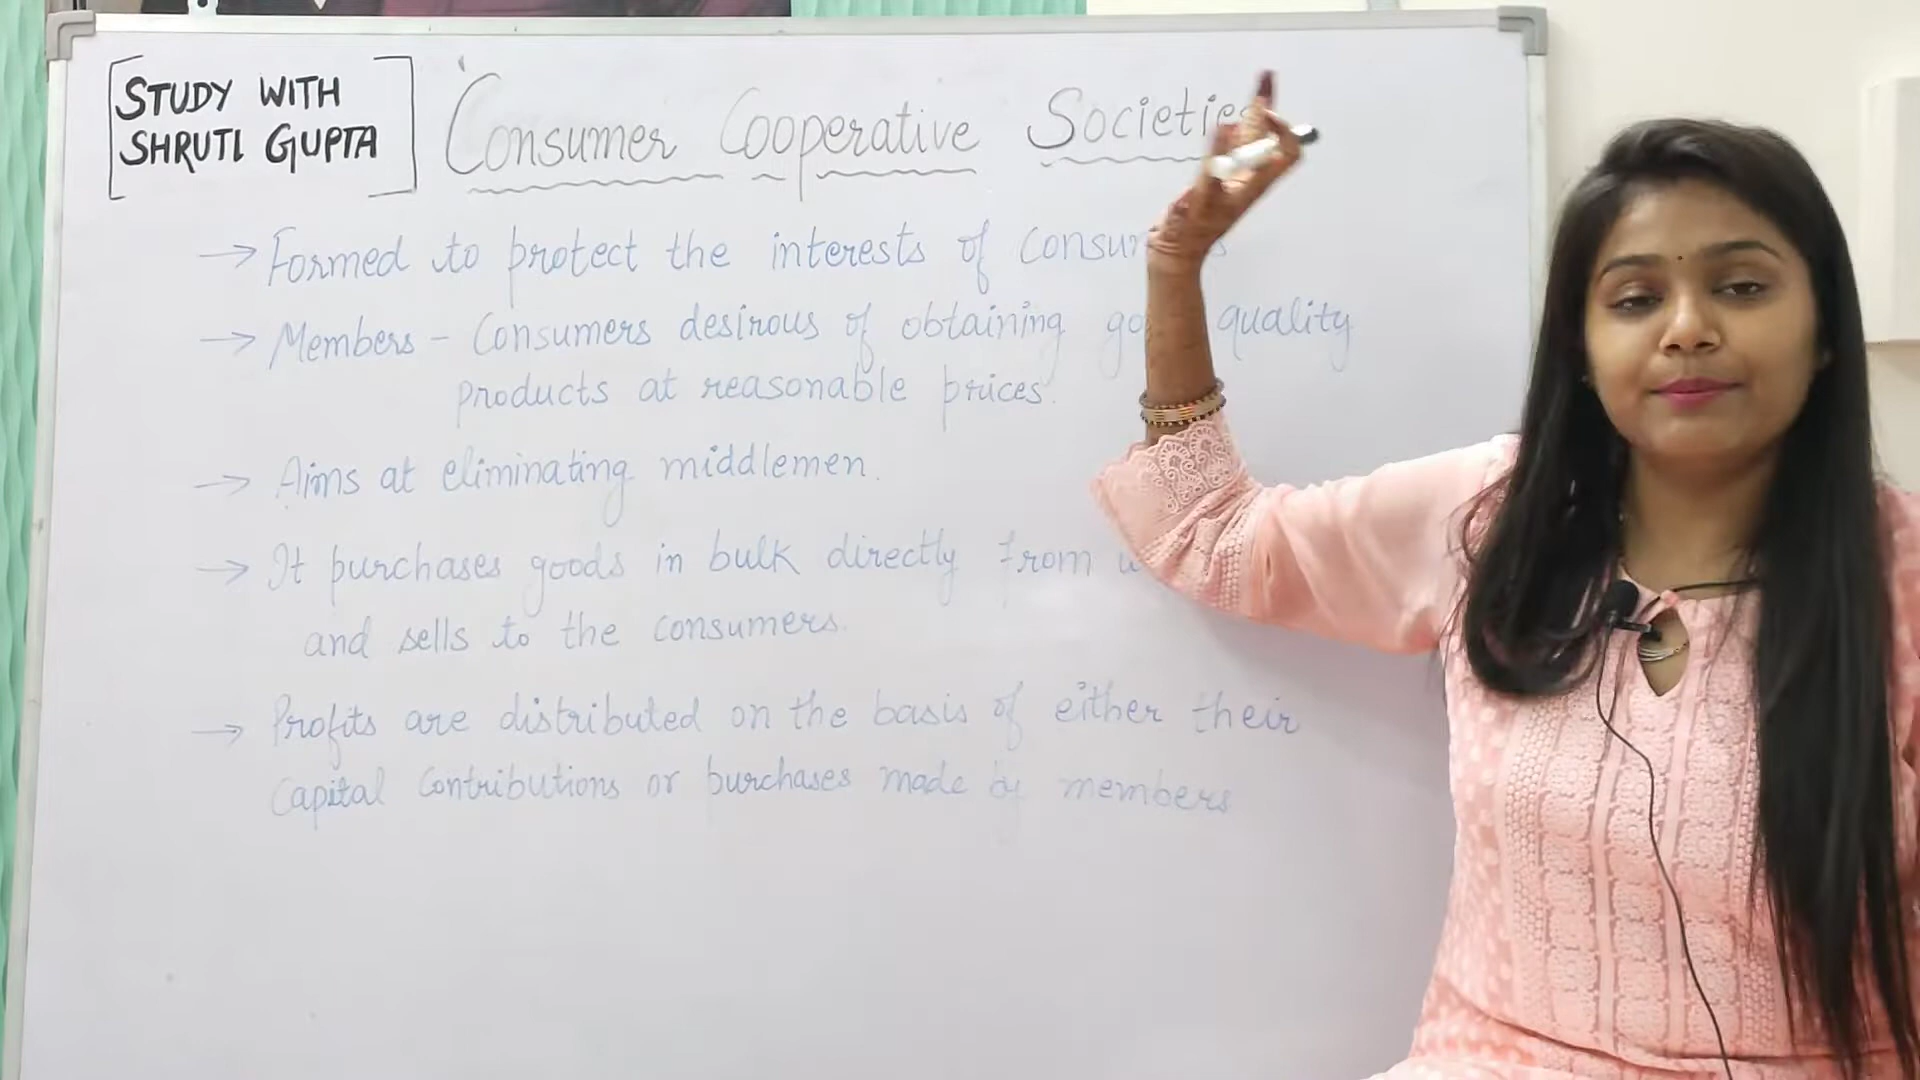 STUDY WITH
SHRUTI GUPTA
Consumer Cooperative Societies
→ Formed to protect the interests of
→ Members - Consumers desirous of obtaining quality
products at reasonable prices.
→ Aims at eliminating middlemen.
→ It purchases goods in bulk directly from
and sells to the consumers.
→ Profits are distributed on the basis of either their
Capital Contributions or purchases made by members